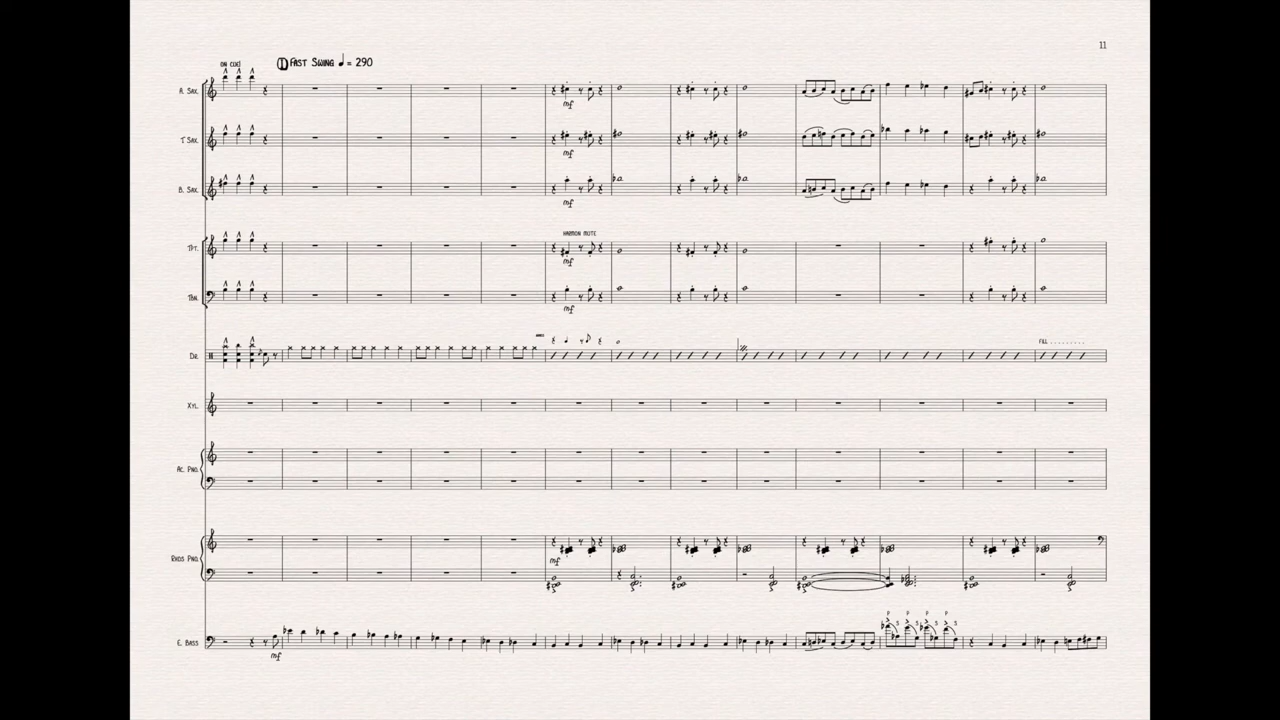 11
ON CUE!
D FAST SWING ♩ = 290
A. SAX.
mf
T. SAX.
mf
B. SAX.
mf
HARMON MUTE
TPT.
mf
TBN.
mf
DR.
FILL . . . . . . . . .
XYL.
AC. PNO.
RHDS PNO.
mf
P P P P
S S S S
E. BASS
mf